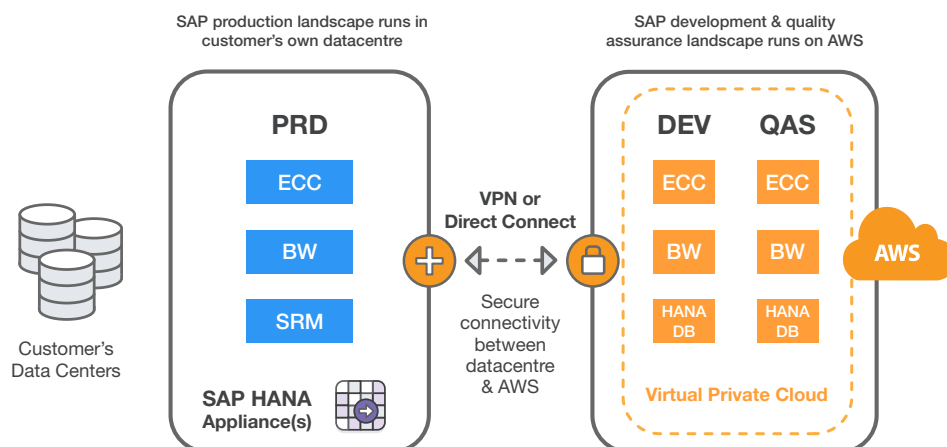 SAP production landscape runs in
customer's own datacentre
SAP development & quality
assurance landscape runs on AWS
PRD
ECC
BW
SRM
SAP HANA
Appliance(s)
Customer's
Data Centers
VPN or
Direct Connect
Secure
connectivity
between
datacentre
& AWS
DEV
QAS
ECC
ECC
BW
BW
HANA
DB
HANA
DB
Virtual Private Cloud
AWS